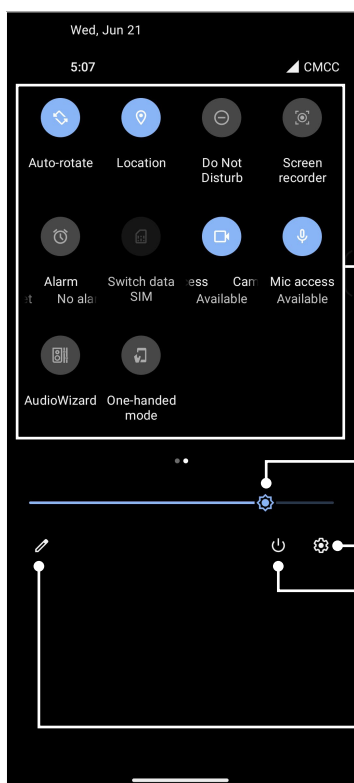 Wed, Jun 21
5:07 CMCC
Auto-rotate Location Do Not Disturb Screen recorder
Alarm Switch data SIM Cam Mic access
No Available Available
AudioWizard One-handed mode